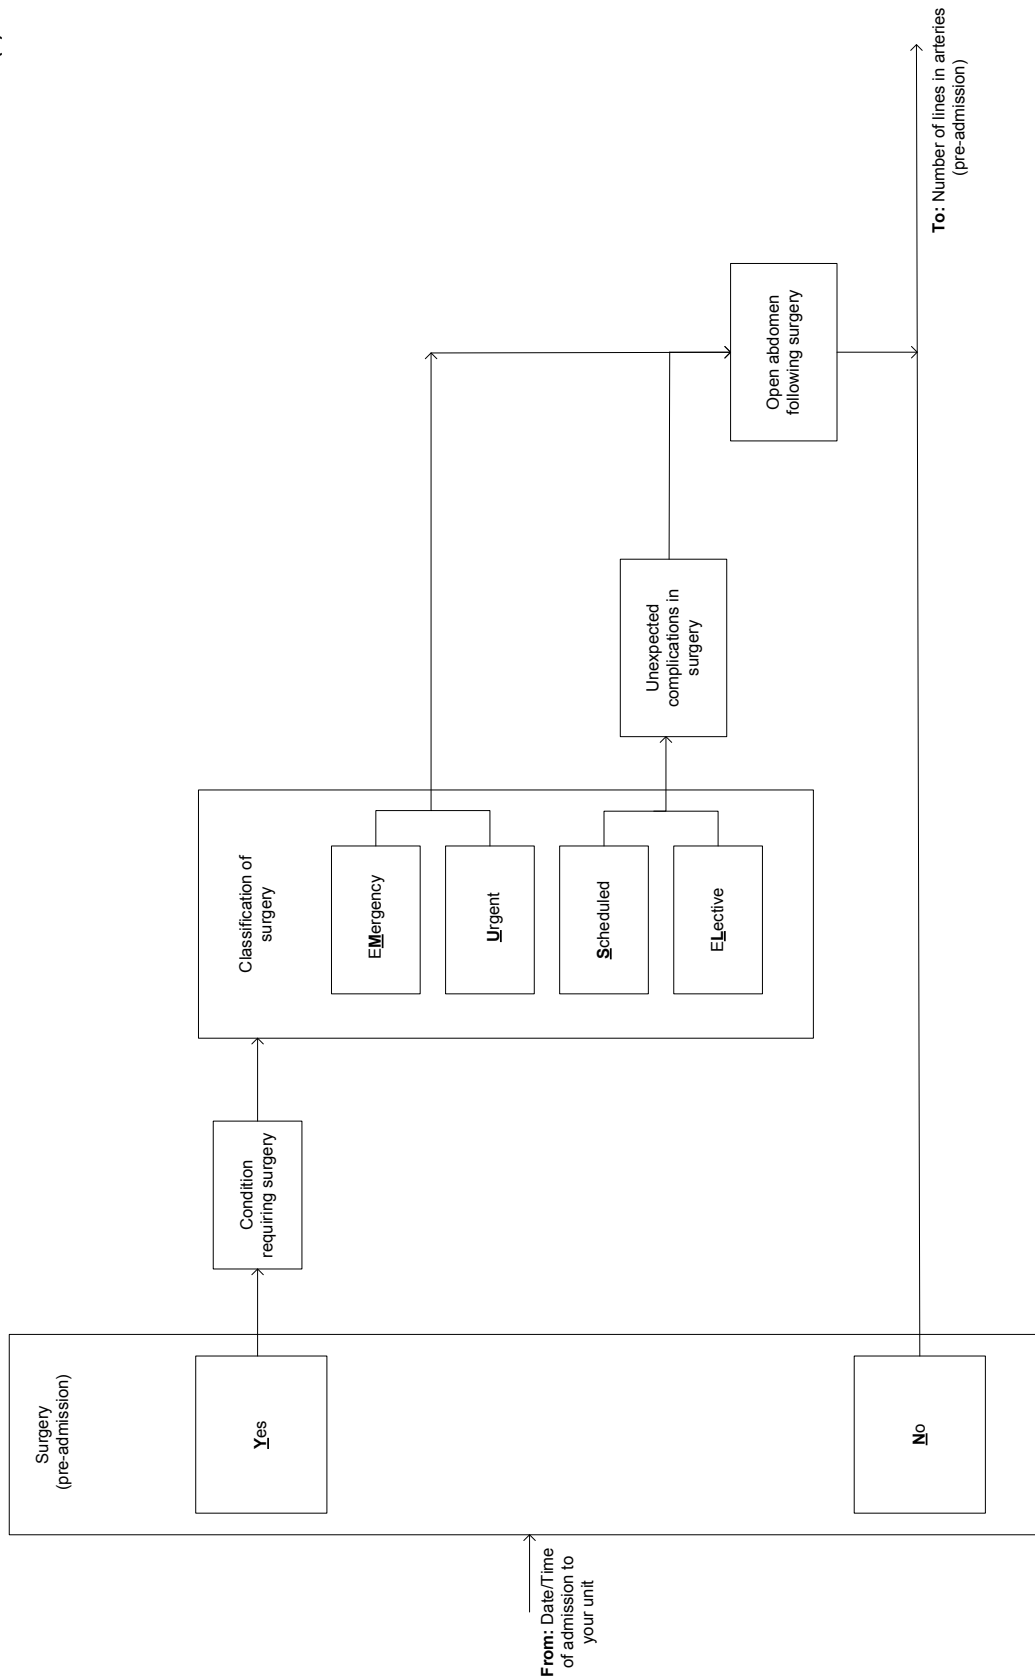 Surgery
(pre-admission)
Yes
No
From: Date/Time
of admission to
your unit
Condition
requiring surgery
Classification of
surgery
EMergency
Urgent
Scheduled
ELective
Unexpected
complications in
surgery
Open abdomen
following surgery
To: Number of lines in arteries
(pre-admission)